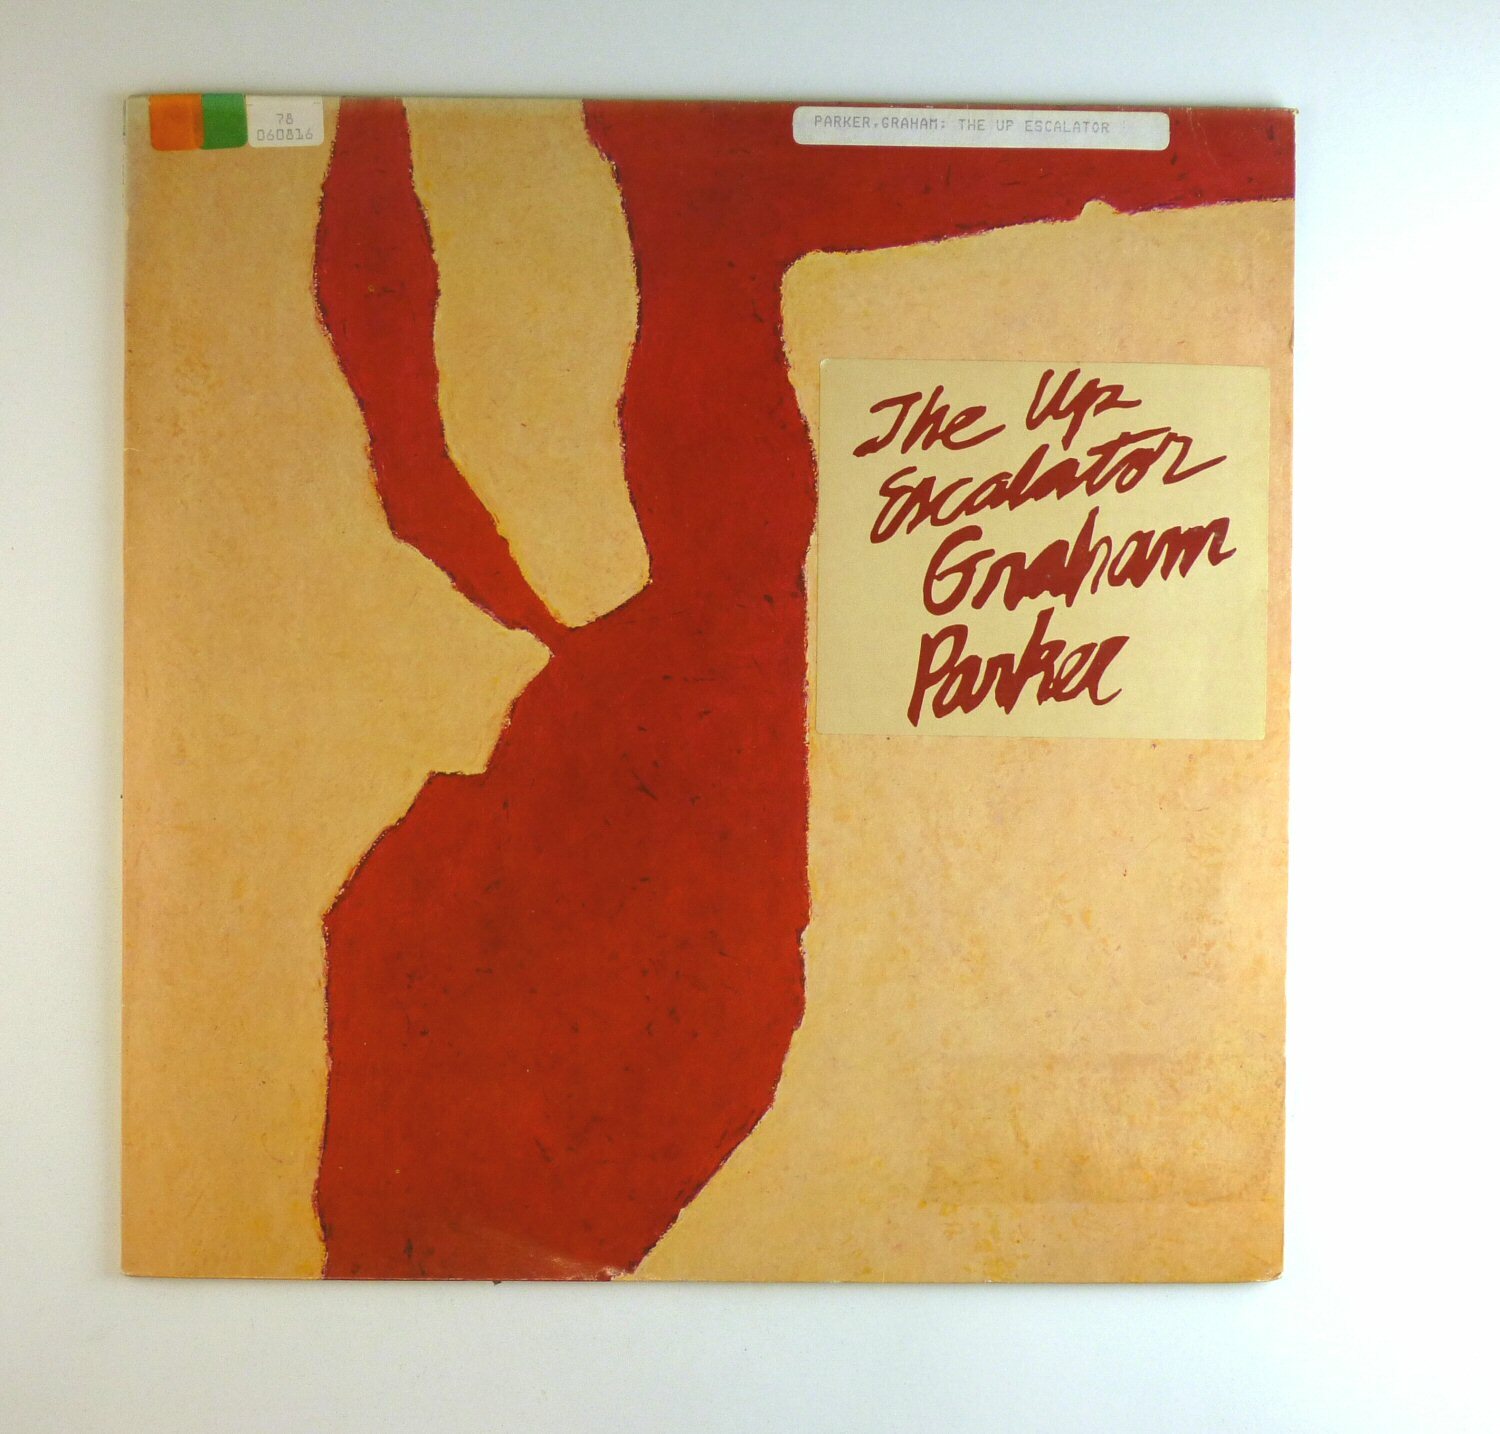 78
060816
PARKER,GRAHAM: THE UP ESCALATOR
The Up
Escalator
Graham
Parker